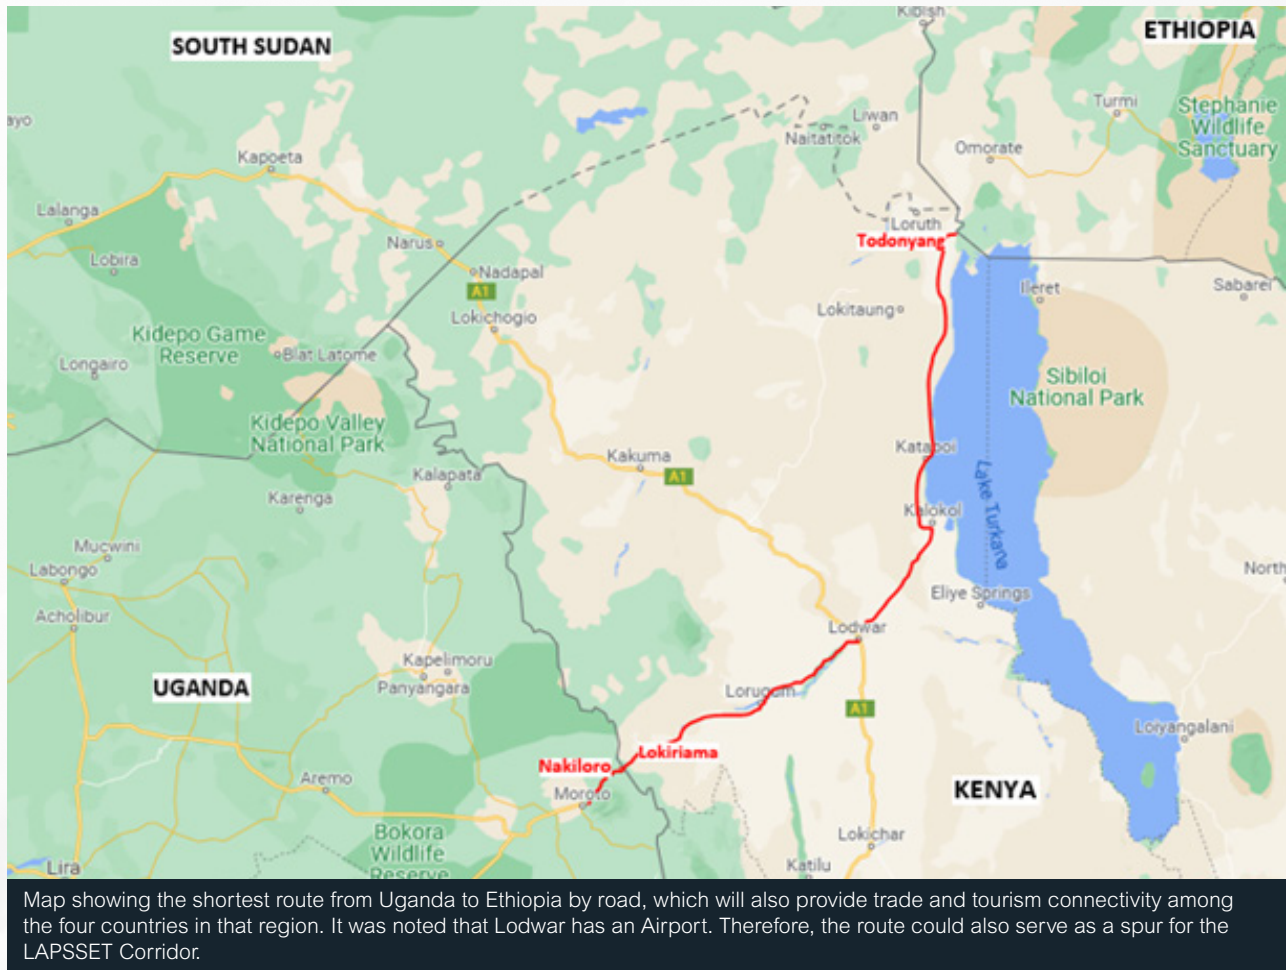 Kibish
SOUTH SUDAN
ETHIOPIA
Turmi
Stephanie
Wildlife
Sanctuary
ayo
Liwan
Naitatitok
Omorate
Kapoeta
Lalanga
Loruth
Todonyang
Narus
Lobira
Nadapal
A1
Ileret
Sabarei
Lokitaung
Lokichogio
Kidepo Game
Reserve
Blat Latome
Longairo
Sibiloi
National Park
Kidepo Valley
National Park
Kakuma
Katapoi
A1
Kalapata
Karenga
Lake Turkana
Kalokol
Mucwini
Labongo
North
Acholibur
Eliye Springs
Lodwar
Kapelimoru
Panyangara
UGANDA
Lorugom
A1
Loiyangalani
Lokiriama
Nakiloro
Moroto
Aremo
KENYA
Bokora
Wildlife
Reserve
Lokichar
Katilu
Lira
Map showing the shortest route from Uganda to Ethiopia by road, which will also provide trade and tourism connectivity among
the four countries in that region. It was noted that Lodwar has an Airport. Therefore, the route could also serve as a spur for the
LAPSSET Corridor.